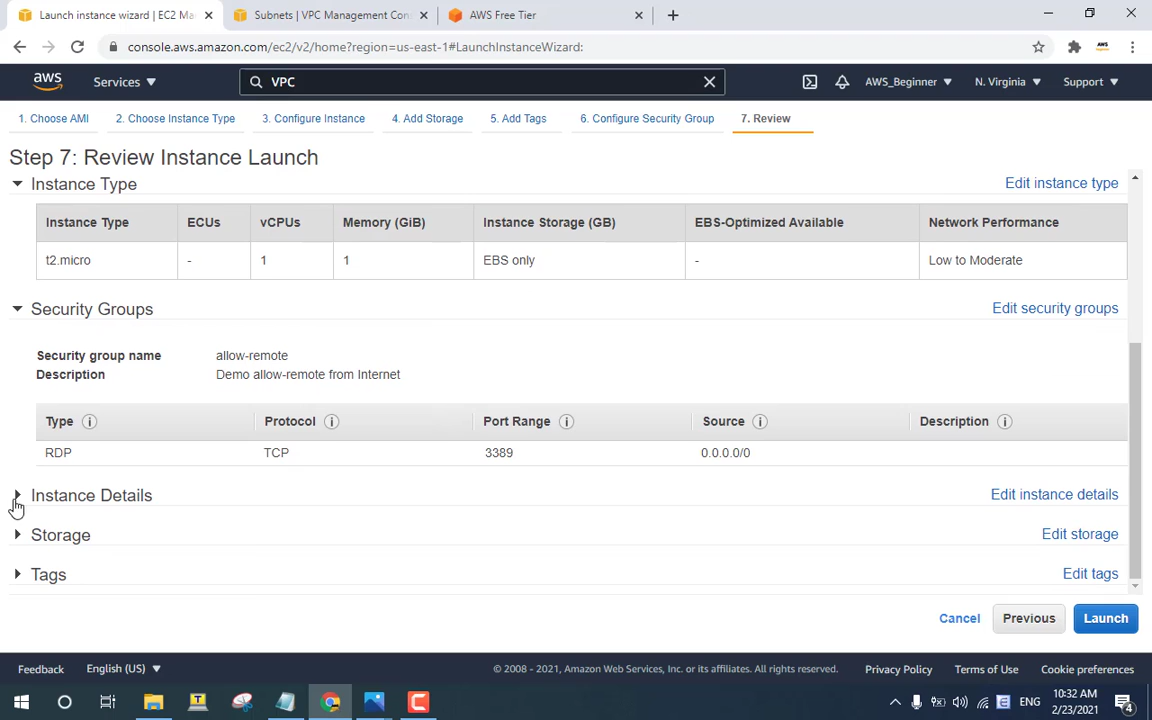 Launch instance wizard | EC2 Ma
Subnets | VPC Management Con
AWS Free Tier
console.aws.amazon.com/ec2/v2/home?region=us-east-1#LaunchInstanceWizard:
aws
Services
VPC
AWS_Beginner
N. Virginia
Support
1. Choose AMI
2. Choose Instance Type
3. Configure Instance
4. Add Storage
5. Add Tags
6. Configure Security Group
7. Review
Step 7: Review Instance Launch
Instance Type
Edit instance type
Instance Type ECUs vCPUs Memory (GiB) Instance Storage (GB) EBS-Optimized Available Network Performance
t2.micro - 1 1 EBS only - Low to Moderate
Security Groups
Edit security groups
Security group name allow-remote
Description Demo allow-remote from Internet
Type Protocol Port Range Source Description
RDP TCP 3389 0.0.0.0/0
Instance Details
Edit instance details
Storage
Edit storage
Tags
Edit tags
Cancel
Previous
Launch
Feedback
English (US)
© 2008 - 2021, Amazon Web Services, Inc. or its affiliates. All rights reserved.
Privacy Policy
Terms of Use
Cookie preferences
ENG
10:32 AM
2/23/2021
4